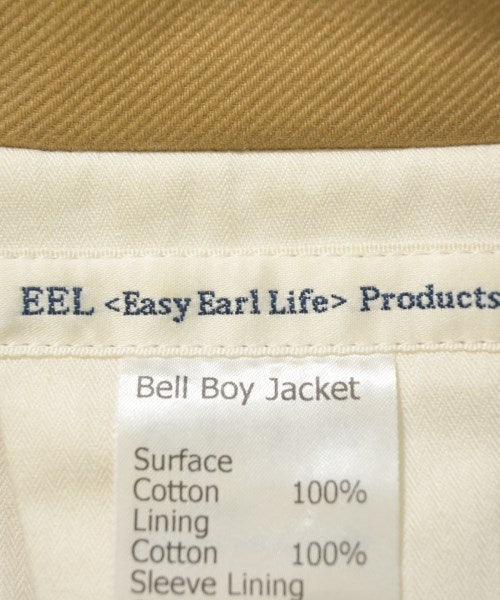 EEL <Easy Earl Life> Products
Bell Boy Jacket
Surface
Cotton 100%
Lining
Cotton 100%
Sleeve Lining